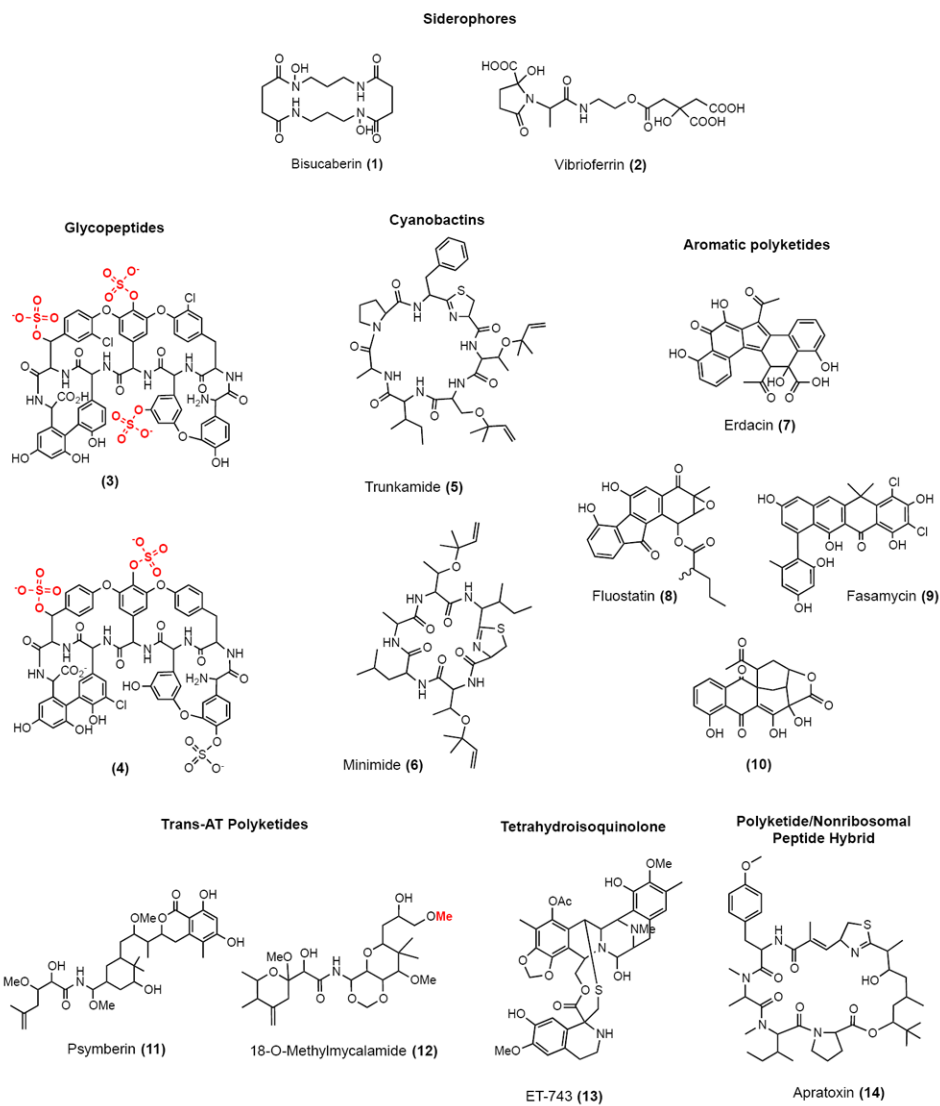 Siderophores
Bisucaberin (1)
Vibrioferrin (2)
Glycopeptides
Cyanobactins
Aromatic polyketides
(3)
Trunkamide (5)
Erdacin (7)
Fluostatin (8)
Fasamycin (9)
(4)
Minimide (6)
(10)
Trans-AT Polyketides
Tetrahydroisoquinolone
Polyketide/Nonribosomal
Peptide Hybrid
Psymberin (11)
18-O-Methylmycalamide (12)
ET-743 (13)
Apratoxin (14)